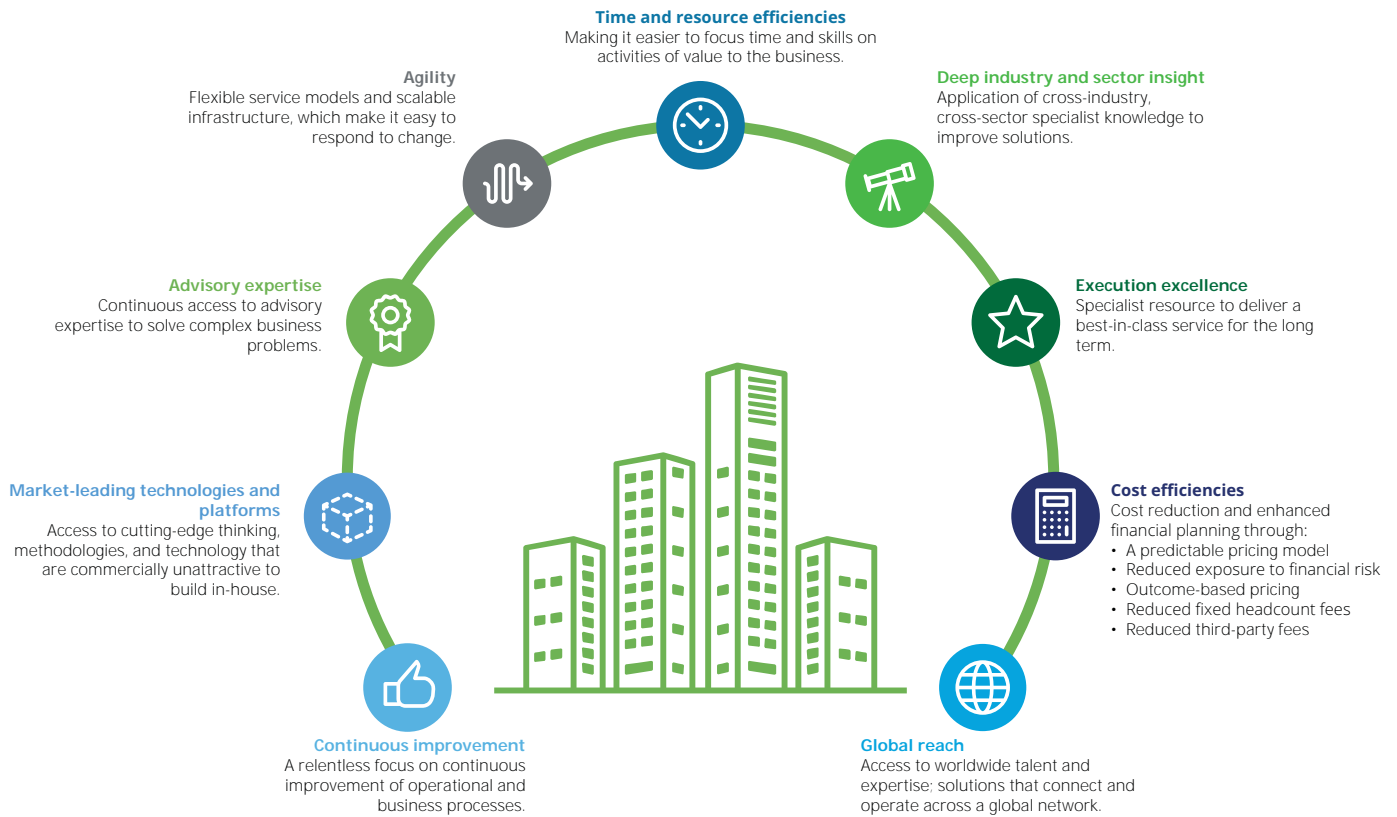 Time and resource efficiencies
Making it easier to focus time and skills on
activities of value to the business.
Agility
Flexible service models and scalable
infrastructure, which make it easy to
respond to change.
Deep industry and sector insight
Application of cross-industry,
cross-sector specialist knowledge to
improve solutions.
Advisory expertise
Continuous access to advisory
expertise to solve complex business
problems.
Execution excellence
Specialist resource to deliver a
best-in-class service for the long
term.
Market-leading technologies and
platforms
Access to cutting-edge thinking,
methodologies, and technology that
are commercially unattractive to
build in-house.
Cost efficiencies
Cost reduction and enhanced
financial planning through:
• A predictable pricing model
• Reduced exposure to financial risk
• Outcome-based pricing
• Reduced fixed headcount fees
• Reduced third-party fees
Continuous improvement
A relentless focus on continuous
improvement of operational and
business processes.
Global reach
Access to worldwide talent and
expertise; solutions that connect and
operate across a global network.